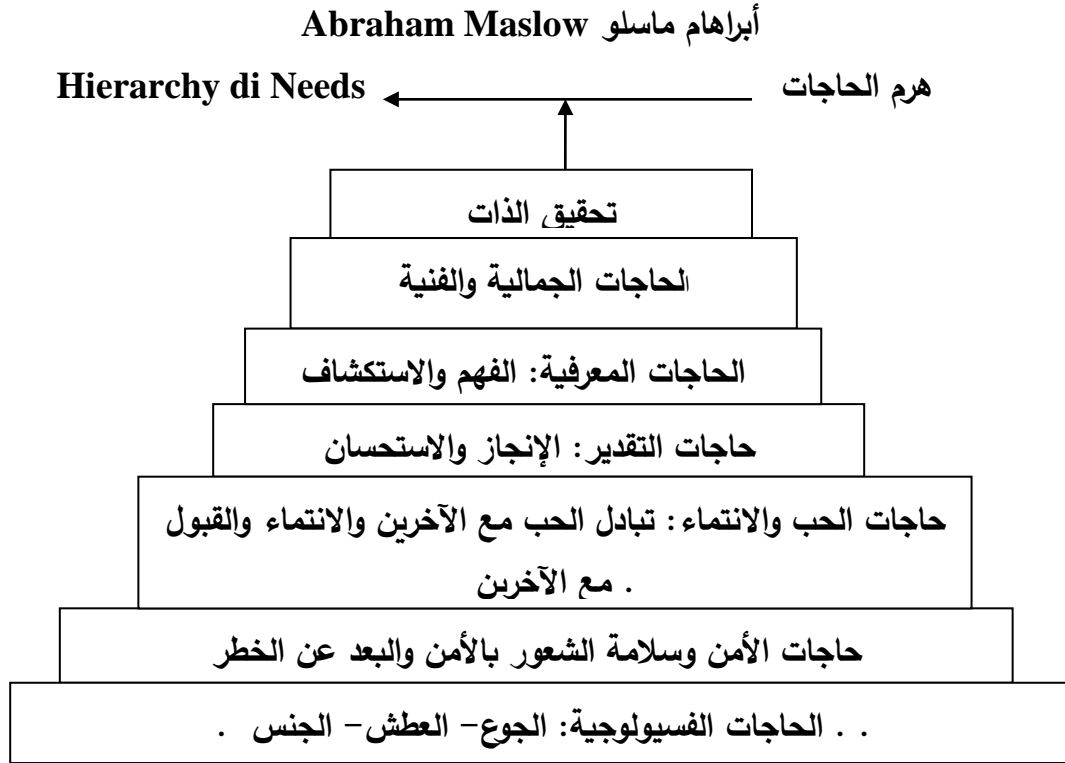 أبراهام ماسلو Abraham Maslow
هرم الحاجات Hierarchy di Needs
تحقيق الذات
الحاجات الجمالية والفنية
الحاجات المعرفية: الفهم والاستكشاف
حاجات التقدير: الإنجاز والاستحسان
حاجات الحب والانتماء: تبادل الحب مع الآخرين والانتماء والقبول
مع الآخرين .
حاجات الأمن وسلامة الشعور بالأمن والبعد عن الخطر
. . الحاجات الفسيولوجية: الجوع– العطش– الجنس .